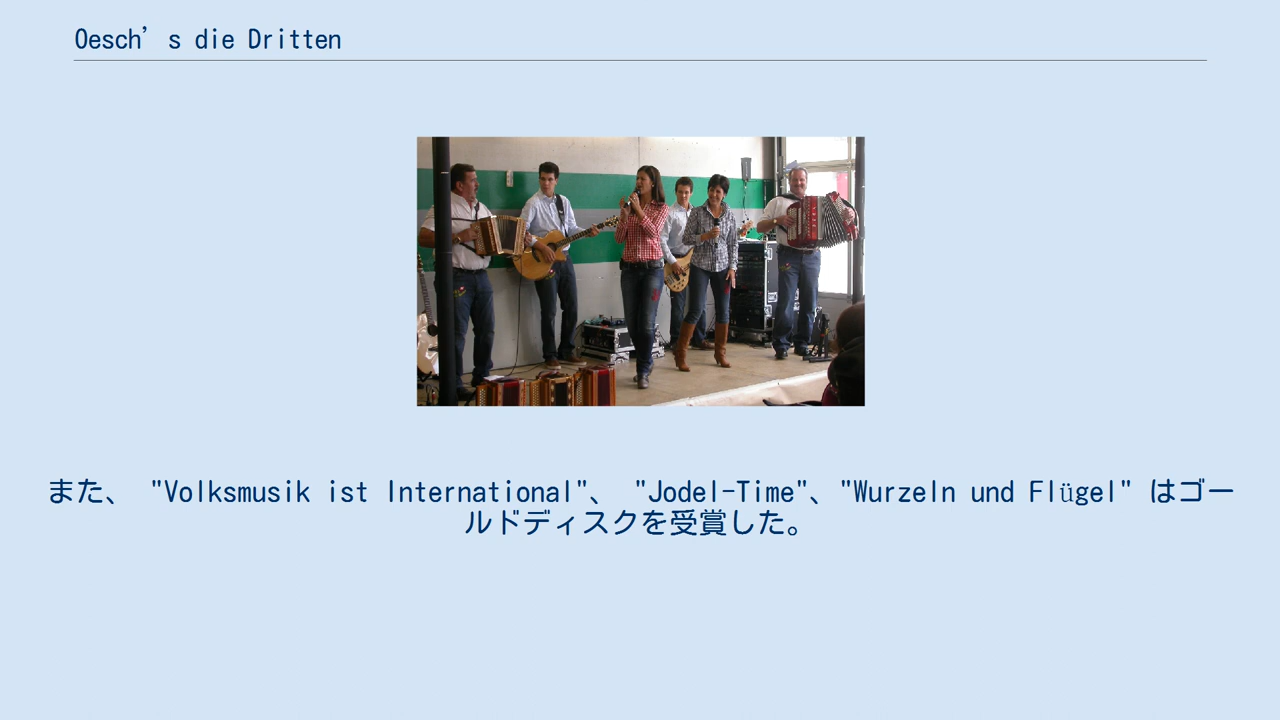 Oesch’s die Dritten
また、 "Volksmusik ist International"、 "Jodel-Time"、"Wurzeln und Flügel" はゴー
ルドディスクを受賞した。